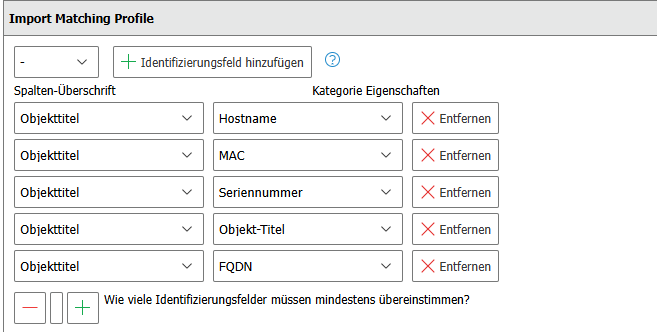 Import Matching Profile
- Identifizierungsfeld hinzufügen ?
Spalten-Überschrift Kategorie Eigenschaften
Objekttitel Hostname Entfernen
Objekttitel MAC Entfernen
Objekttitel Seriennummer Entfernen
Objekttitel Objekt-Titel Entfernen
Objekttitel FQDN Entfernen
Wie viele Identifizierungsfelder müssen mindestens übereinstimmen?